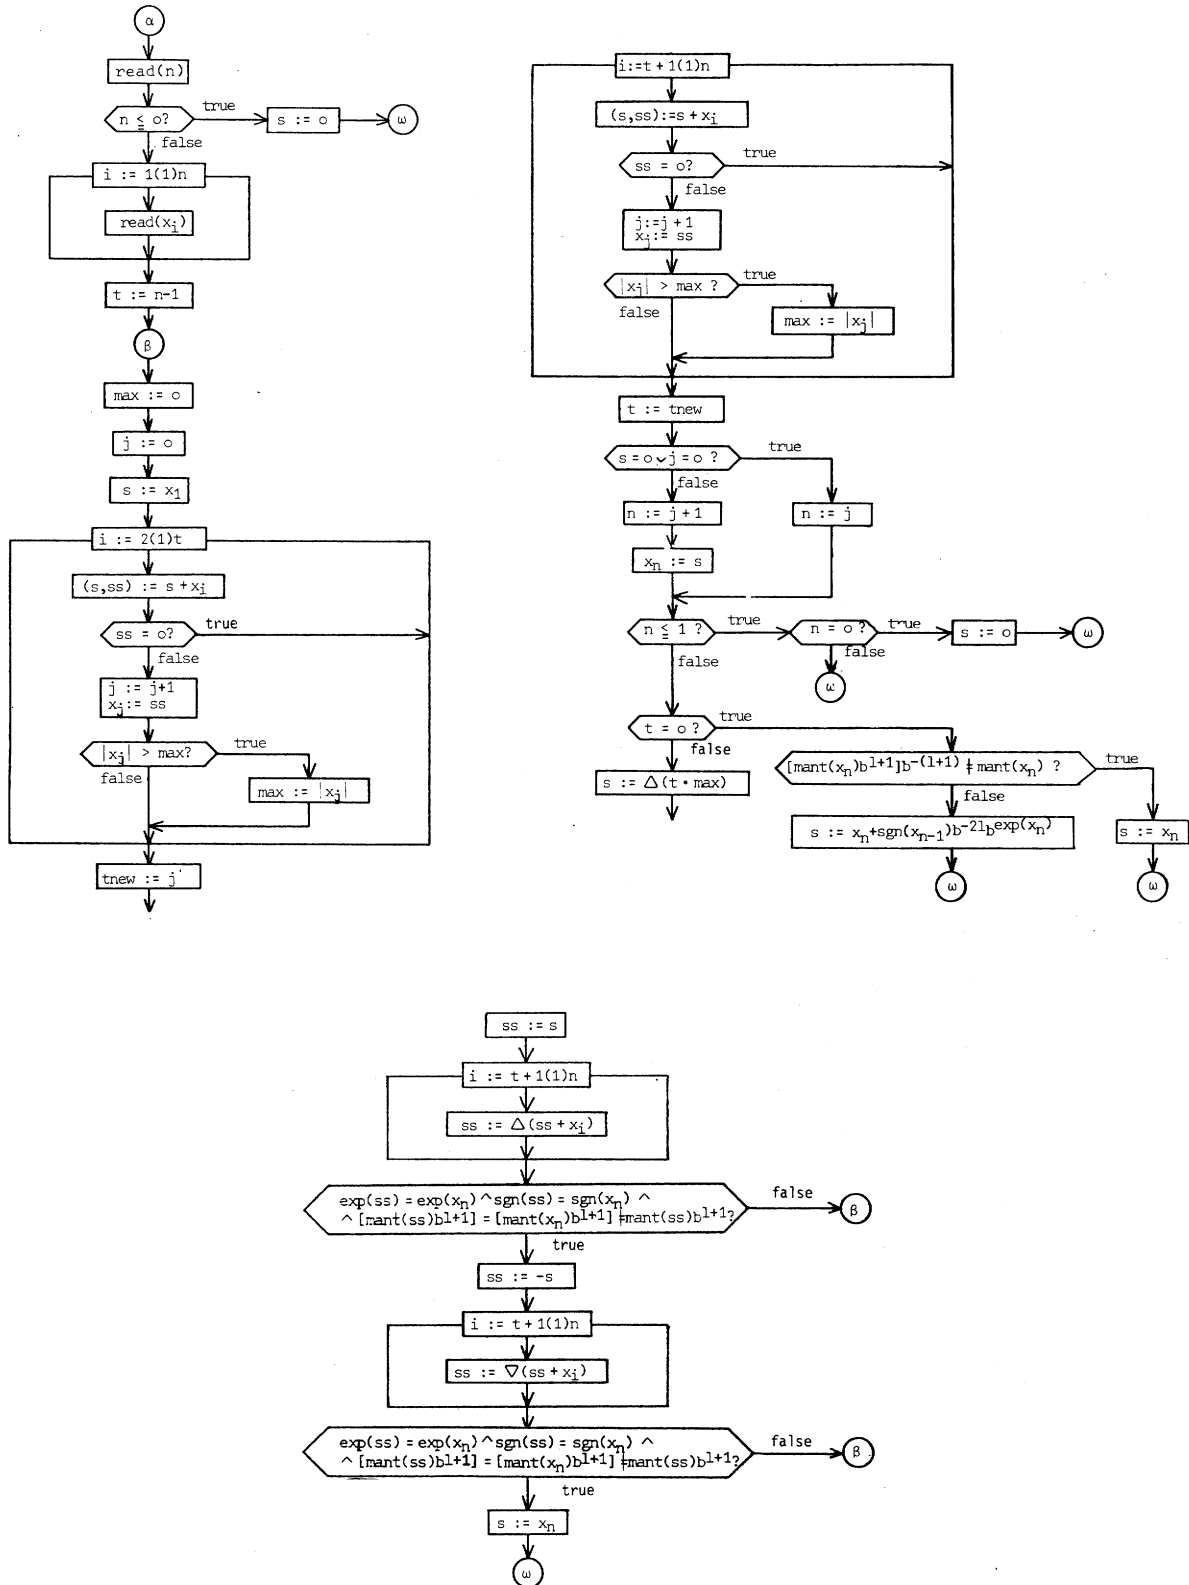 α
read(n)
n ≦ o?
true
s := o
ω
false
i := 1(1)n
read(xᵢ)
t := n-1
β
max := o
j := o
s := x₁
i := 2(1)t
(s,ss) := s + xᵢ
ss = o?
true
false
j := j+1
xⱼ := ss
|xⱼ| > max?
true
false
max := |xⱼ|
tnew := j
i:=t + 1(1)n
(s,ss):=s + xᵢ
ss = o?
true
false
j:=j + 1
xⱼ:= ss
|xⱼ| > max ?
true
false
max := |xⱼ|
t := tnew
s = o ∨ j = o ?
true
false
n := j + 1
n := j
xₙ := s
n ≦ 1 ?
true
n = o ?
true
s := o
ω
false
false
ω
t = o ?
true
false
[mant(xₙ)bˡ⁺¹]b⁻⁽ˡ⁺¹⁾ ≠ mant(xₙ) ?
true
s := △(t • max)
false
s := xₙ+sgn(xₙ₋₁)b⁻²ˡb^exp(xₙ)
s := xₙ
ω
ω
ss := s
i := t + 1(1)n
ss := △(ss + xᵢ)
exp(ss) = exp(xₙ) ^ sgn(ss) = sgn(xₙ) ^
^ [mant(ss)bˡ⁺¹] = [mant(xₙ)bˡ⁺¹] ≠ mant(ss)bˡ⁺¹?
false
β
true
ss := -s
i := t + 1(1)n
ss := ▽(ss + xᵢ)
exp(ss) = exp(xₙ) ^ sgn(ss) = sgn(xₙ) ^
^ [mant(ss)bˡ⁺¹] = [mant(xₙ)bˡ⁺¹] ≠ mant(ss)bˡ⁺¹?
false
β
true
s := xₙ
ω